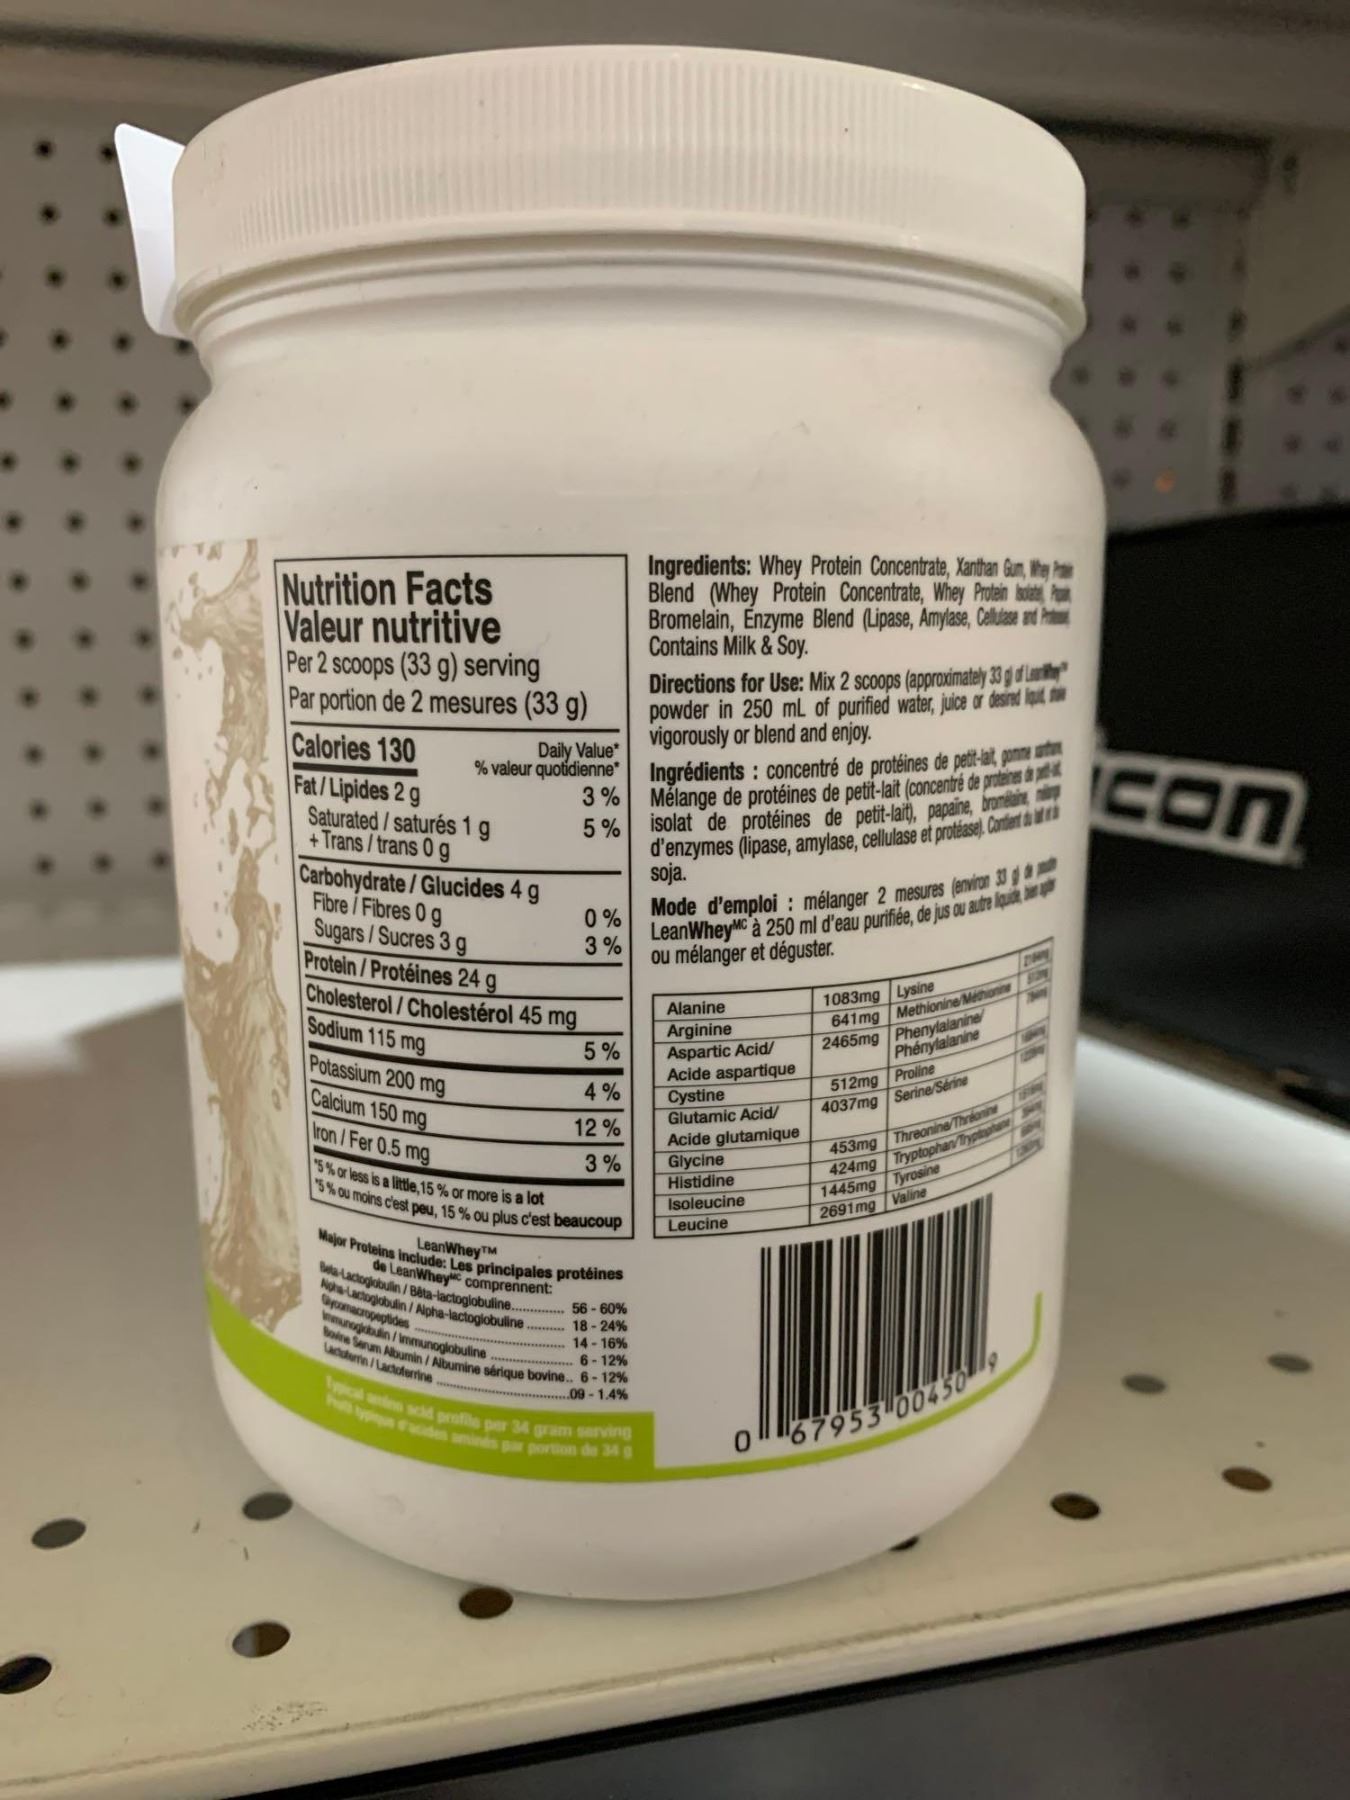 Nutrition Facts
Valeur nutritive
Per 2 scoops (33 g) serving
Par portion de 2 mesures (33 g)
Calories 130
Daily Value*
% valeur quotidienne*
Fat / Lipides 2 g 3 %
Saturated / saturés 1 g 5 %
+ Trans / trans 0 g
Carbohydrate / Glucides 4 g
Fibre / Fibres 0 g 0 %
Sugars / Sucres 3 g 3 %
Protein / Protéines 24 g
Cholesterol / Cholestérol 45 mg
Sodium 115 mg 5 %
Potassium 200 mg 4 %
Calcium 150 mg 12 %
Iron / Fer 0.5 mg 3 %
*5 % or less is a little, 15 % or more is a lot
*5 % ou moins c'est peu, 15 % ou plus c'est beaucoup
LeanWhey™
Major Proteins include: Les principales protéines
de LeanWheyMC comprennent:
Beta-Lactoglobulin / Bêta-lactoglobuline............. 56 - 60%
Alpha-Lactoglobulin / Alpha-lactoglobuline ......... 18 - 24%
Glycomacropeptides ..................................... 14 - 16%
Immunoglobulin / Immunoglobuline .................. 6 - 12%
Bovine Serum Albumin / Albumine sérique bovine.. 6 - 12%
Lactoferrin / Lactoferrine ................................09 - 1.4%
Typical amino acid profile per 34 gram serving
Profil typique d'acides aminés par portion de 34 g
Ingredients: Whey Protein Concentrate, Xanthan Gum, Whey Protein
Blend (Whey Protein Concentrate, Whey Protein Isolate), Papain,
Bromelain, Enzyme Blend (Lipase, Amylase, Cellulase and Protease)
Contains Milk & Soy.
Directions for Use: Mix 2 scoops (approximately 33 g) of LeanWhey™
powder in 250 mL of purified water, juice or desired liquid, shake
vigorously or blend and enjoy.
Ingrédients : concentré de protéines de petit-lait, gomme xanthane,
Mélange de protéines de petit-lait (concentré de protéines de petit-lait,
isolat de protéines de petit-lait), papaïne, bromélaïne, mélange
d'enzymes (lipase, amylase, cellulase et protéase). Contient du lait et du
soja.
Mode d'emploi : mélanger 2 mesures (environ 33 g) de poudre
LeanWheyMC à 250 ml d'eau purifiée, de jus ou autre liquide, bien agiter
ou mélanger et déguster.
Alanine 1083mg Lysine
Arginine 641mg Methionine/Méthionine
Aspartic Acid/ 2465mg Phenylalanine/
Acide aspartique Phénylalanine
Cystine 512mg Proline
Glutamic Acid/ 4037mg Serine/Sérine
Acide glutamique
Glycine 453mg Threonine/Thréonine
Histidine 424mg Tryptophan/Tryptophane
Isoleucine 1445mg Tyrosine
Leucine 2691mg Valine
0 67953 00450 9
con